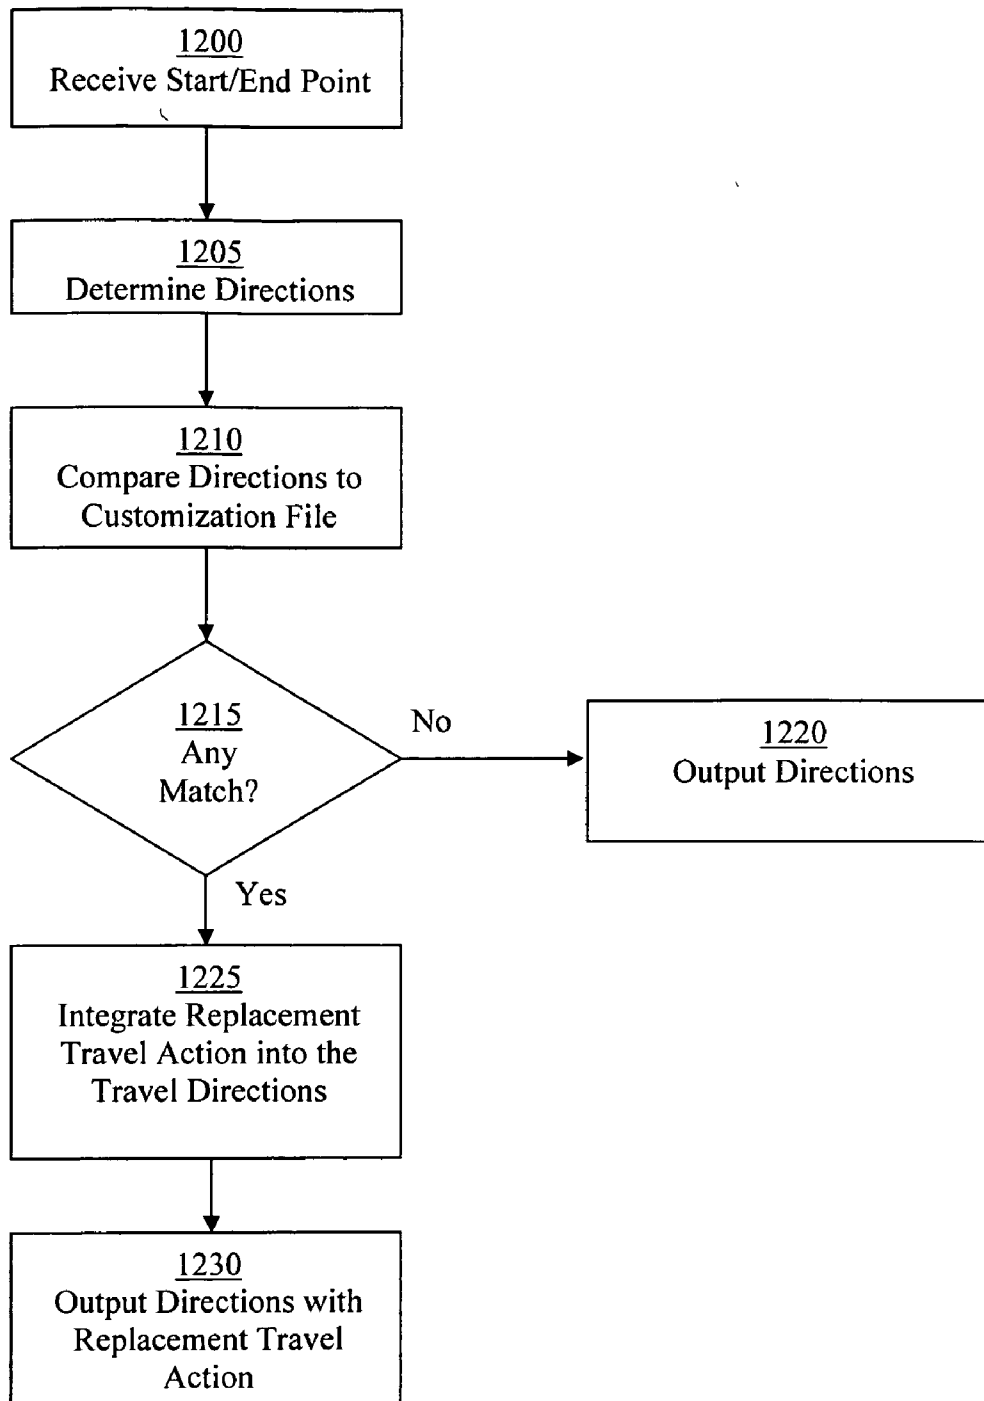 1200
Receive Start/End Point
1205
Determine Directions
1210
Compare Directions to
Customization File
1215
Any
Match?
No
1220
Output Directions
Yes
1225
Integrate Replacement
Travel Action into the
Travel Directions
1230
Output Directions with
Replacement Travel
Action